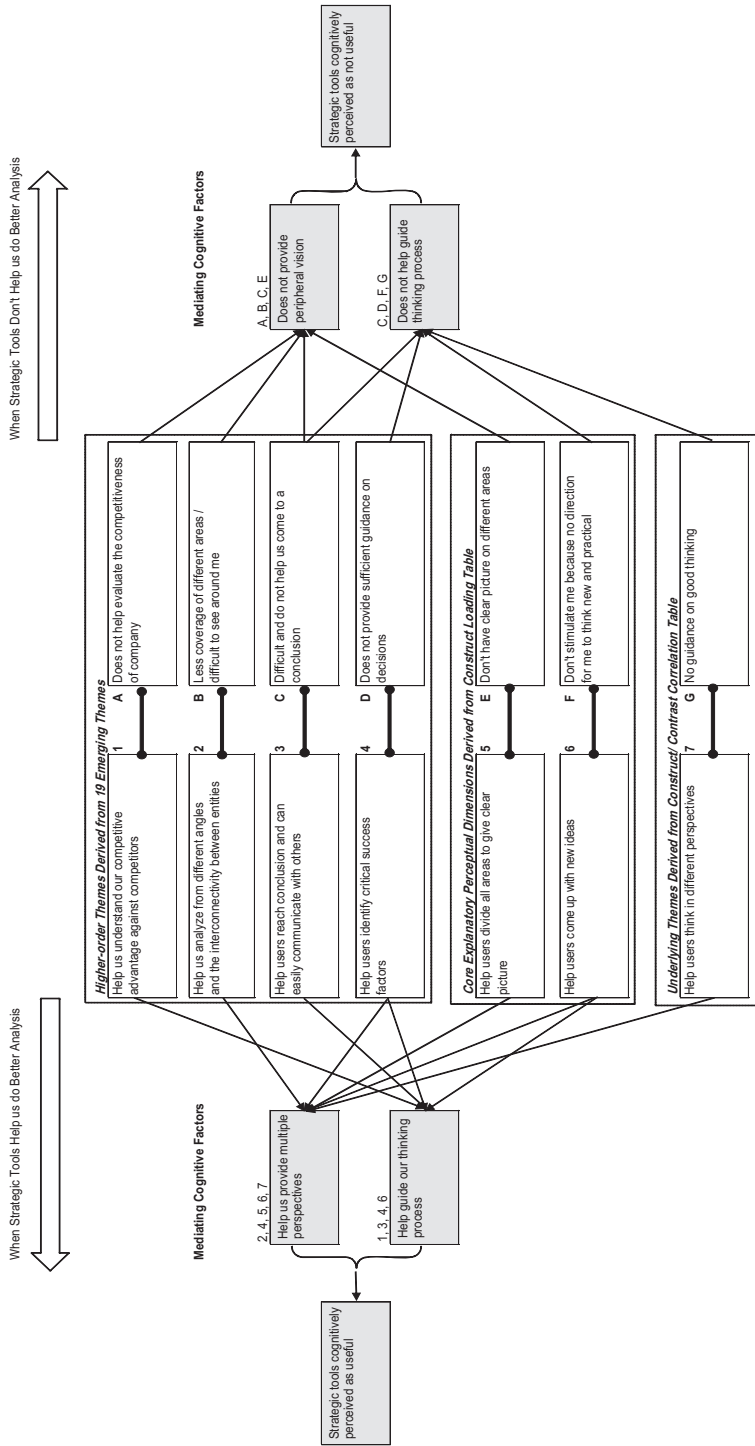 When Strategic Tools Help us do Better Analysis
When Strategic Tools Don't Help us do Better Analysis
Mediating Cognitive Factors
Mediating Cognitive Factors
Strategic tools cognitively
perceived as useful
2, 4, 5, 6, 7
Help us provide multiple
perspectives
1, 3, 4, 6
Help guide our thinking
process
Higher-order Themes Derived from 19 Emerging Themes
1
Help us understand our competitive
advantage against competitors
A
Does not help evaluate the competitiveness
of company
2
Help us analyze from different angles
and the interconnectivity between entities
B
Less coverage of different areas /
difficult to see around me
3
Help users reach conclusion and can
easily communicate with others
C
Difficult and do not help us come to a
conclusion
4
Help users identify critical success
factors
D
Does not provide sufficient guidance on
decisions
Core Explanatory Perceptual Dimensions Derived from Construct Loading Table
5
Help users divide all areas to give clear
picture
E
Don't have clear picture on different areas
6
Help users come up with new ideas
F
Don't stimulate me because no direction
for me to think new and practical
Underlying Themes Derived from Construct/ Contrast Correlation Table
7
Help users think in different perspectives
G
No guidance on good thinking
A, B, C, E
Does not provide
peripheral vision
C, D, F, G
Does not help guide
thinking process
Strategic tools cognitively
perceived as not useful